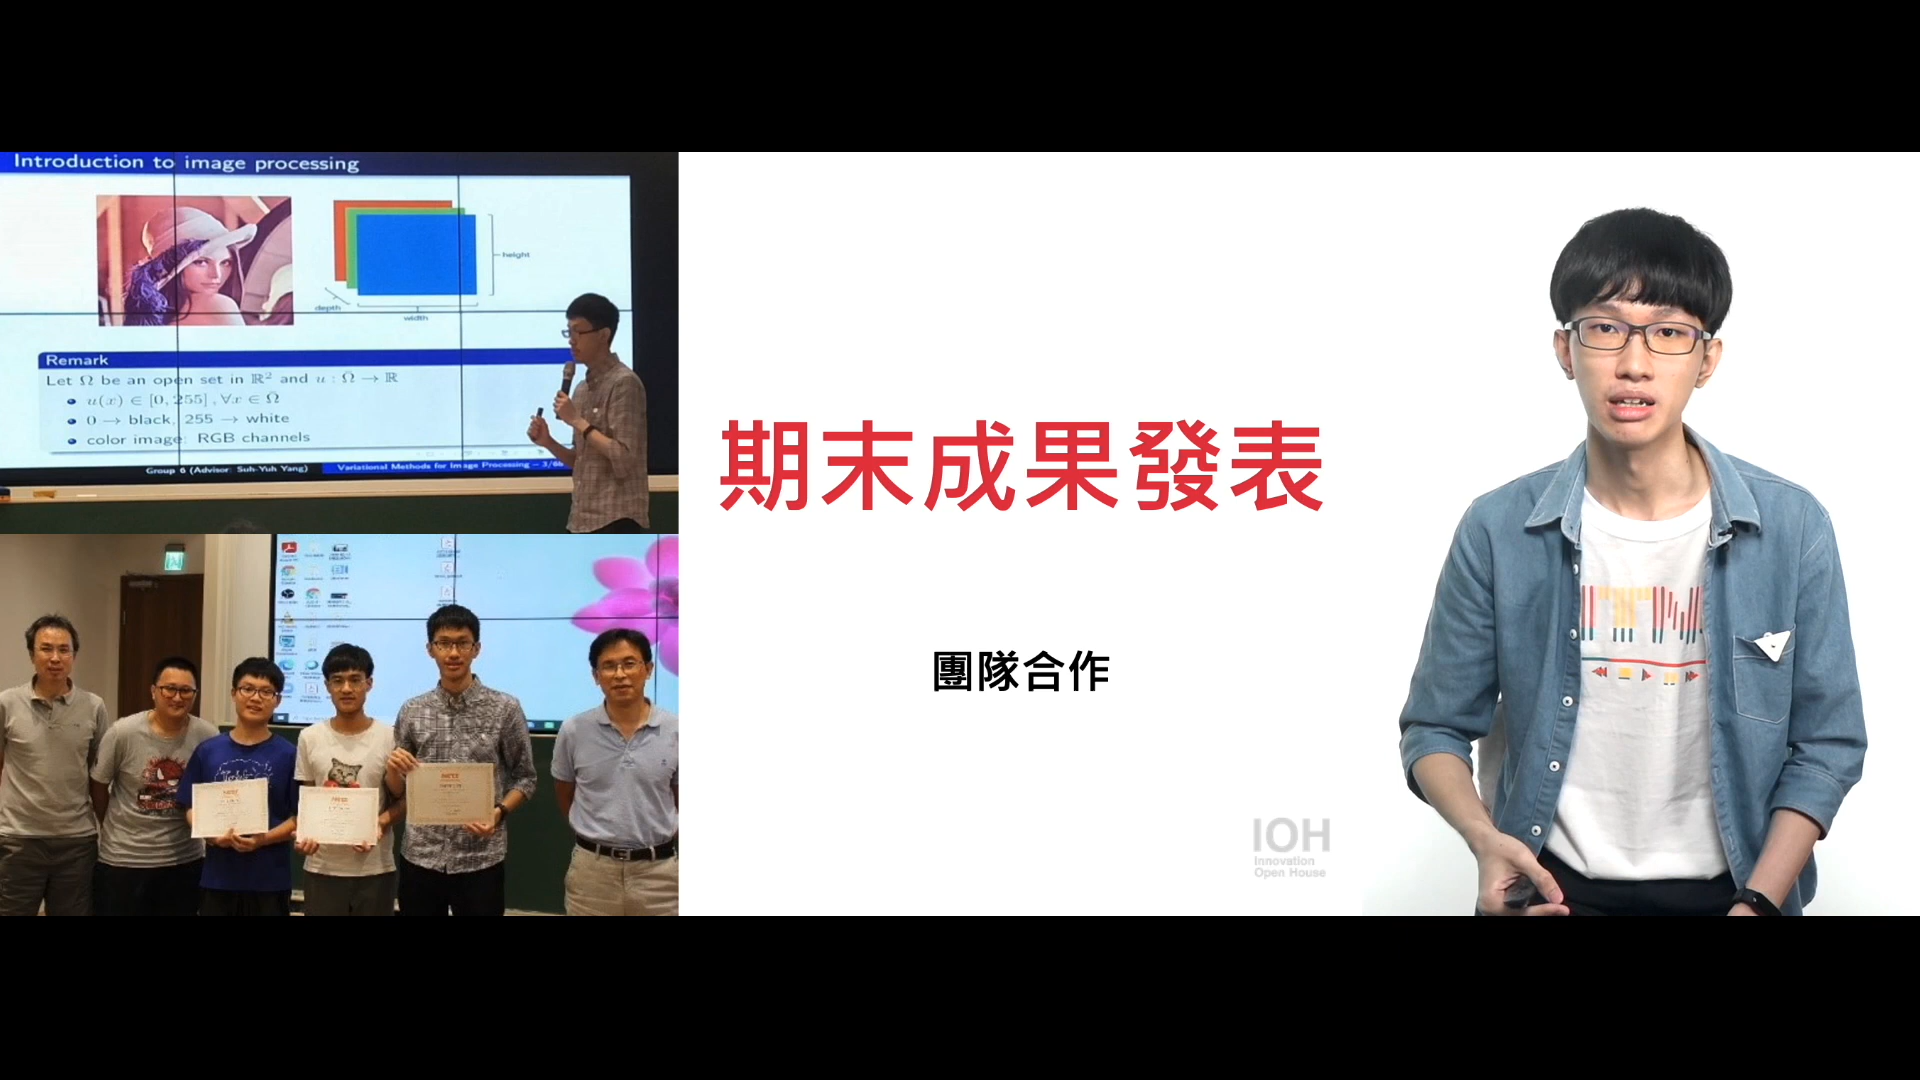 Introduction to image processing
height
depth
width
Remark
Let Ω be an open set in ℝ² and u : Ω̄ → ℝ
u(x) ∈ [0, 255] , ∀x ∈ Ω̄
0 → black, 255 → white
color image: RGB channels
Group 6 (Advisor: Suh-Yuh Yang)
Variational Methods for Image Processing – 3/66
期末成果發表
團隊合作
IOH
Innovation
Open House